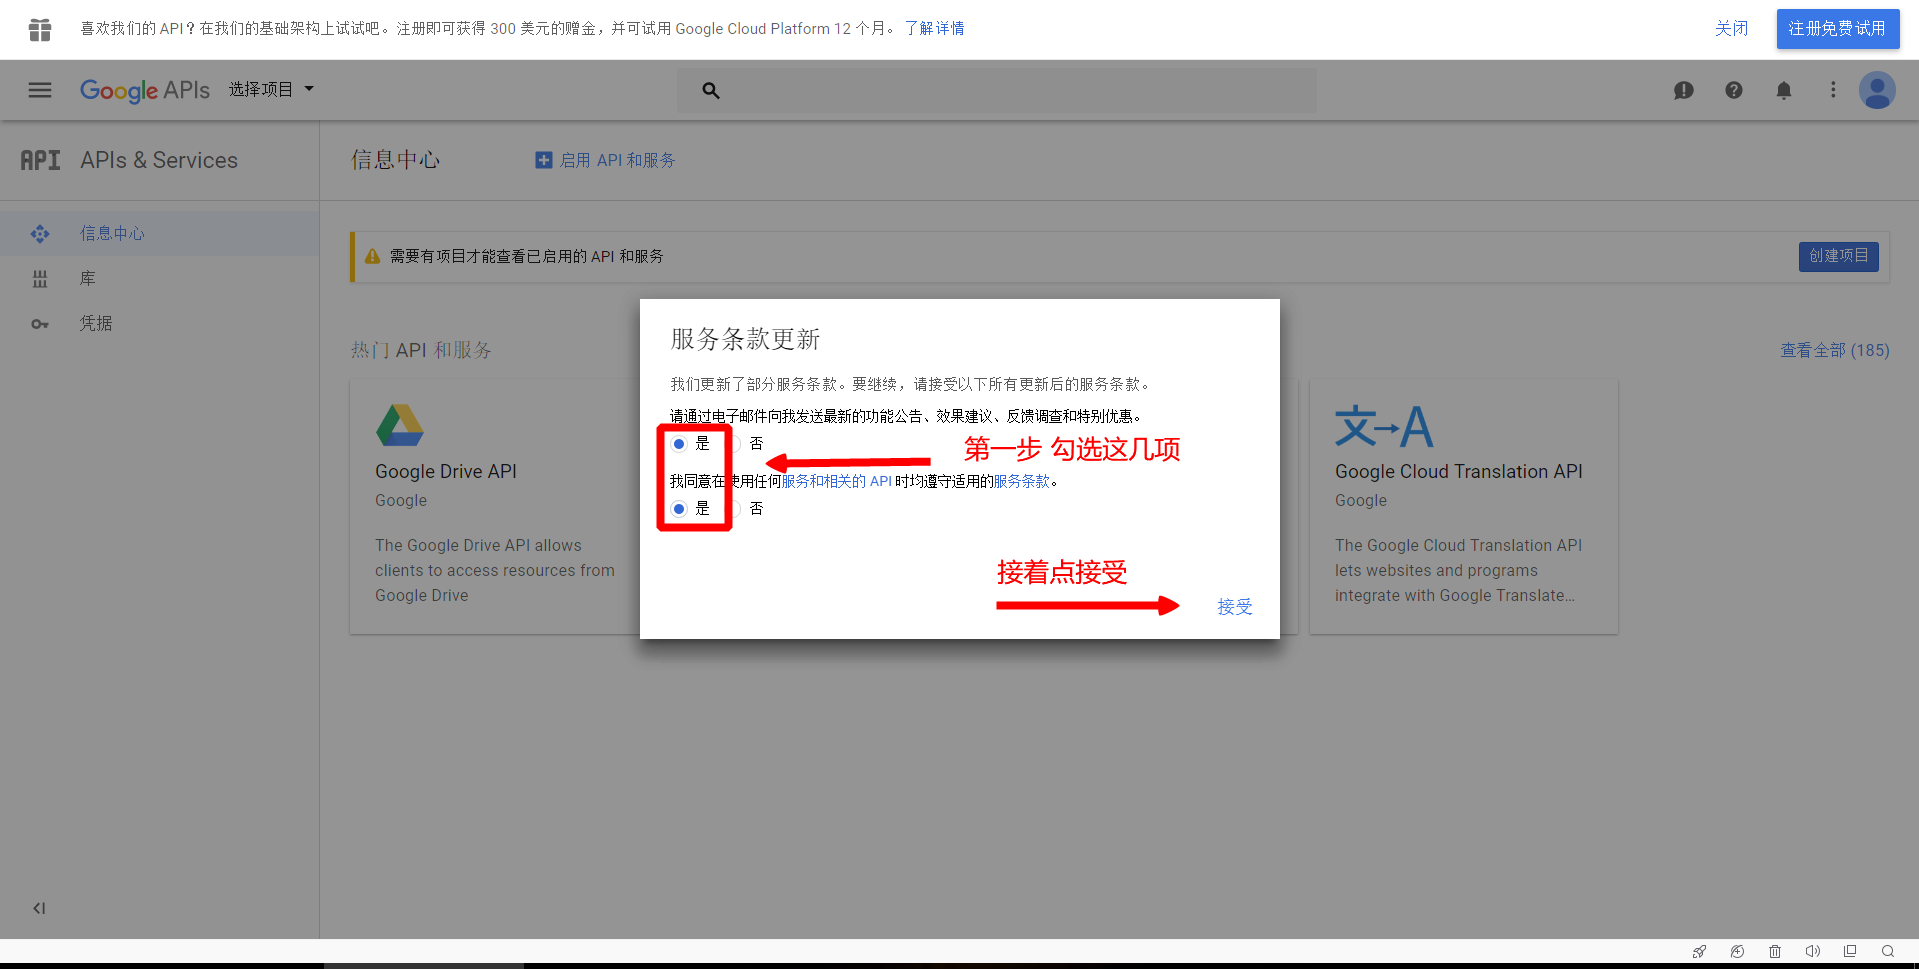 喜欢我们的 API？在我们的基础架构上试试吧。注册即可获得 300 美元的赠金，并可试用 Google Cloud Platform 12 个月。 了解详情
关闭
注册免费试用
Google APIs
选择项目
API
APIs & Services
信息中心
启用 API 和服务
信息中心
库
凭据
需要有项目才能查看已启用的 API 和服务
创建项目
热门 API 和服务
查看全部 (185)
服务条款更新
我们更新了部分服务条款。要继续，请接受以下所有更新后的服务条款。
请通过电子邮件向我发送最新的功能公告、效果建议、反馈调查和特别优惠。
是
否
第一步 勾选这几项
我同意在使用任何服务和相关的 API 时均遵守适用的服务条款。
是
否
接着点接受
接受
Google Drive API
Google
The Google Drive API allows
clients to access resources from
Google Drive
文→A
Google Cloud Translation API
Google
The Google Cloud Translation API
lets websites and programs
integrate with Google Translate...